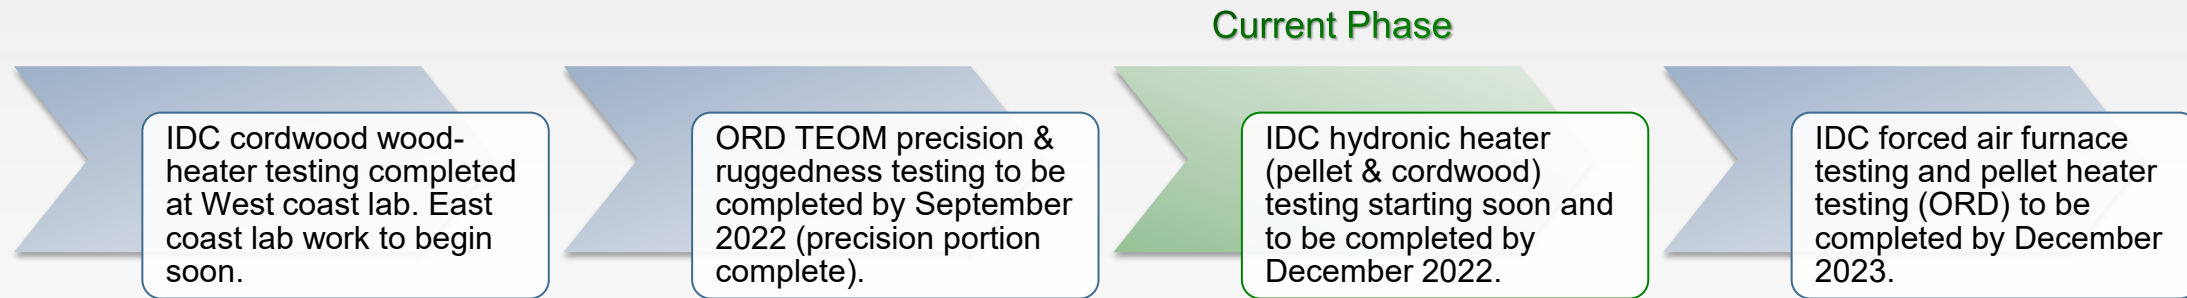 Current Phase
IDC cordwood wood-
heater testing completed
at West coast lab. East
coast lab work to begin
soon.
ORD TEOM precision &
ruggedness testing to be
completed by September
2022 (precision portion
complete).
IDC hydronic heater
(pellet & cordwood)
testing starting soon and
to be completed by
December 2022.
IDC forced air furnace
testing and pellet heater
testing (ORD) to be
completed by December
2023.